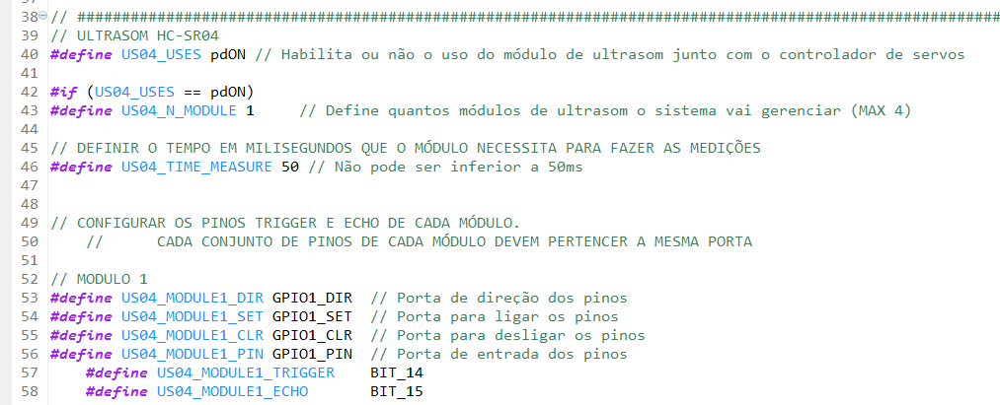 38 // ########################################################################################################
39 // ULTRASOM HC-SR04
40 #define US04_USES pdON // Habilita ou não o uso do módulo de ultrasom junto com o controlador de servos
41
42 #if (US04_USES == pdON)
43 #define US04_N_MODULE 1     // Define quantos módulos de ultrasom o sistema vai gerenciar (MAX 4)
44
45 // DEFINIR O TEMPO EM MILISEGUNDOS QUE O MÓDULO NECESSITA PARA FAZER AS MEDIÇÕES
46 #define US04_TIME_MEASURE 50 // Não pode ser inferior a 50ms
47
48
49 // CONFIGURAR OS PINOS TRIGGER E ECHO DE CADA MÓDULO.
50     //      CADA CONJUNTO DE PINOS DE CADA MÓDULO DEVEM PERTENCER A MESMA PORTA
51
52 // MODULO 1
53 #define US04_MODULE1_DIR GPIO1_DIR  // Porta de direção dos pinos
54 #define US04_MODULE1_SET GPIO1_SET  // Porta para ligar os pinos
55 #define US04_MODULE1_CLR GPIO1_CLR  // Porta para desligar os pinos
56 #define US04_MODULE1_PIN GPIO1_PIN  // Porta de entrada dos pinos
57     #define US04_MODULE1_TRIGGER    BIT_14
58     #define US04_MODULE1_ECHO       BIT_15